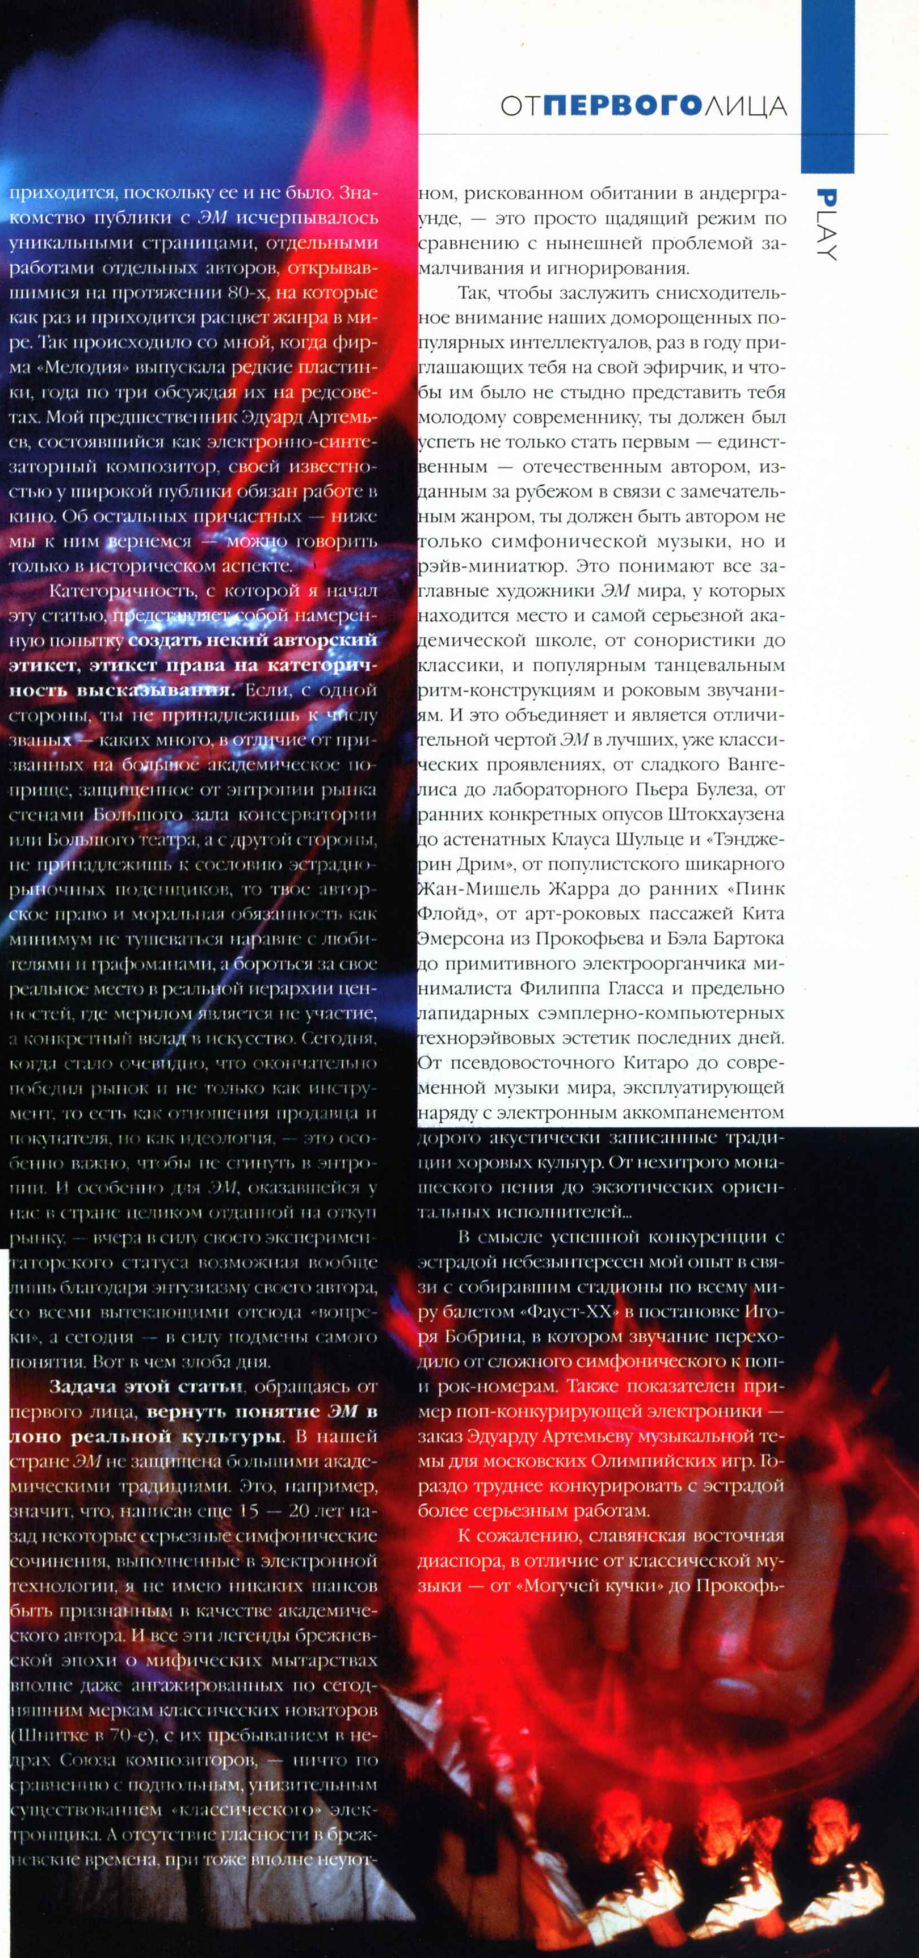 ОТПЕРВОГОЛИЦА
PLAY
приходится, поскольку ее и не было. Зна-
комство публики с ЭМ исчерпывалось
уникальными страницами, отдельными
работами отдельных авторов, открывав-
шимися на протяжении 80-х, на которые
как раз и приходится расцвет жанра в ми-
ре. Так происходило со мной, когда фир-
ма «Мелодия» выпускала редкие пластин-
ки, года по три обсуждая их на редсове-
тах. Мой предшественник Эдуард Артемь-
ев, состоявшийся как электронно-синте-
заторный композитор, своей известно-
стью у широкой публики обязан работе в
кино. Об остальных причастных — ниже
мы к ним вернемся — можно говорить
только в историческом аспекте.
Категоричность, с которой я начал
эту статью, представляет собой намерен-
ную попытку создать некий авторский
этикет, этикет права на категорич-
ность высказывания. Если, с одной
стороны, ты не принадлежишь к числу
званых — каких много, в отличие от при-
званных на большое академическое по-
прище, защищенное от энтропии рынка
стенами Большого зала консерватории
или Большого театра, а с другой стороны,
не принадлежишь к сословию эстрадно-
рыночных поденщиков, то твое автор-
ское право и моральная обязанность как
минимум не тушеваться наравне с люби-
телями и графоманами, а бороться за свое
реальное место в реальной иерархии цен-
ностей, где мерилом является не участие,
а конкретный вклад в искусство. Сегодня,
когда стало очевидно, что окончательно
победил рынок и не только как инстру-
мент, то есть как отношения продавца и
покупателя, но как идеология, — это осо-
бенно важно, чтобы не сгинуть в энтро-
пии. И особенно для ЭМ, оказавшейся у
нас в стране целиком отданной на откуп
рынку, — вчера в силу своего эксперимен-
таторского статуса возможная вообще
лишь благодаря энтузиазму своего автора,
со всеми вытекающими отсюда «вопре-
ки», а сегодня — в силу подмены самого
понятия. Вот в чем злоба дня.
Задача этой статьи, обращаясь от
первого лица, вернуть понятие ЭМ в
лоно реальной культуры. В нашей
стране ЭМ не защищена большими акаде-
мическими традициями. Это, например,
значит, что, написав еще 15 — 20 лет на-
зад некоторые серьезные симфонические
сочинения, выполненные в электронной
технологии, я не имею никаких шансов
быть признанным в качестве академиче-
ского автора. И все эти легенды брежнев-
ской эпохи о мифических мытарствах
вполне даже ангажированных по сегод-
няшним меркам классических новаторов
(Шнитке в 70-е), с их пребыванием в не-
драх Союза композиторов, — ничто по
сравнению с подпольным, унизительным
существованием «классического» элек-
тронщика. А отсутствие гласности в бреж-
невские времена, при тоже вполне неуют-
ном, рискованном обитании в андергра-
унде, — это просто щадящий режим по
сравнению с нынешней проблемой за-
малчивания и игнорирования.
Так, чтобы заслужить снисходитель-
ное внимание наших доморощенных по-
пулярных интеллектуалов, раз в году при-
глашающих тебя на свой эфирчик, и что-
бы им было не стыдно представить тебя
молодому современнику, ты должен был
успеть не только стать первым — единст-
венным — отечественным автором, из-
данным за рубежом в связи с замечатель-
ным жанром, ты должен быть автором не
только симфонической музыки, но и
рэйв-миниатюр. Это понимают все за-
главные художники ЭМ мира, у которых
находится место и самой серьезной ака-
демической школе, от сонористики до
классики, и популярным танцевальным
ритм-конструкциям и роковым звучани-
ям. И это объединяет и является отличи-
тельной чертой ЭМ в лучших, уже класси-
ческих проявлениях, от сладкого Ванге-
лиса до лабораторного Пьера Булеза, от
ранних конкретных опусов Штокхаузена
до астенатных Клауса Шульце и «Тэндже-
рин Дрим», от популистского шикарного
Жан-Мишель Жарра до ранних «Пинк
Флойд», от арт-роковых пассажей Кита
Эмерсона из Прокофьева и Бэла Бартока
до примитивного электроорганчика ми-
нималиста Филиппа Гласса и предельно
лапидарных сэмплерно-компьютерных
технорэйвовых эстетик последних дней.
От псевдовосточного Китаро до совре-
менной музыки мира, эксплуатирующей
наряду с электронным аккомпанементом
дорого акустически записанные тради-
ции хоровых культур. От нехитрого мона-
шеского пения до экзотических ориен-
тальных исполнителей...
В смысле успешной конкуренции с
эстрадой небезынтересен мой опыт в свя-
зи с собиравшим стадионы по всему ми-
ру балетом «Фауст-ХХ» в постановке Иго-
ря Бобрина, в котором звучание перехо-
дило от сложного симфонического к поп-
и рок-номерам. Также показателен при-
мер поп-конкурирующей электроники —
заказ Эдуарду Артемьеву музыкальной те-
мы для московских Олимпийских игр. Го-
раздо труднее конкурировать с эстрадой
более серьезным работам.
К сожалению, славянская восточная
диаспора, в отличие от классической му-
зыки — от «Могучей кучки» до Прокофь-